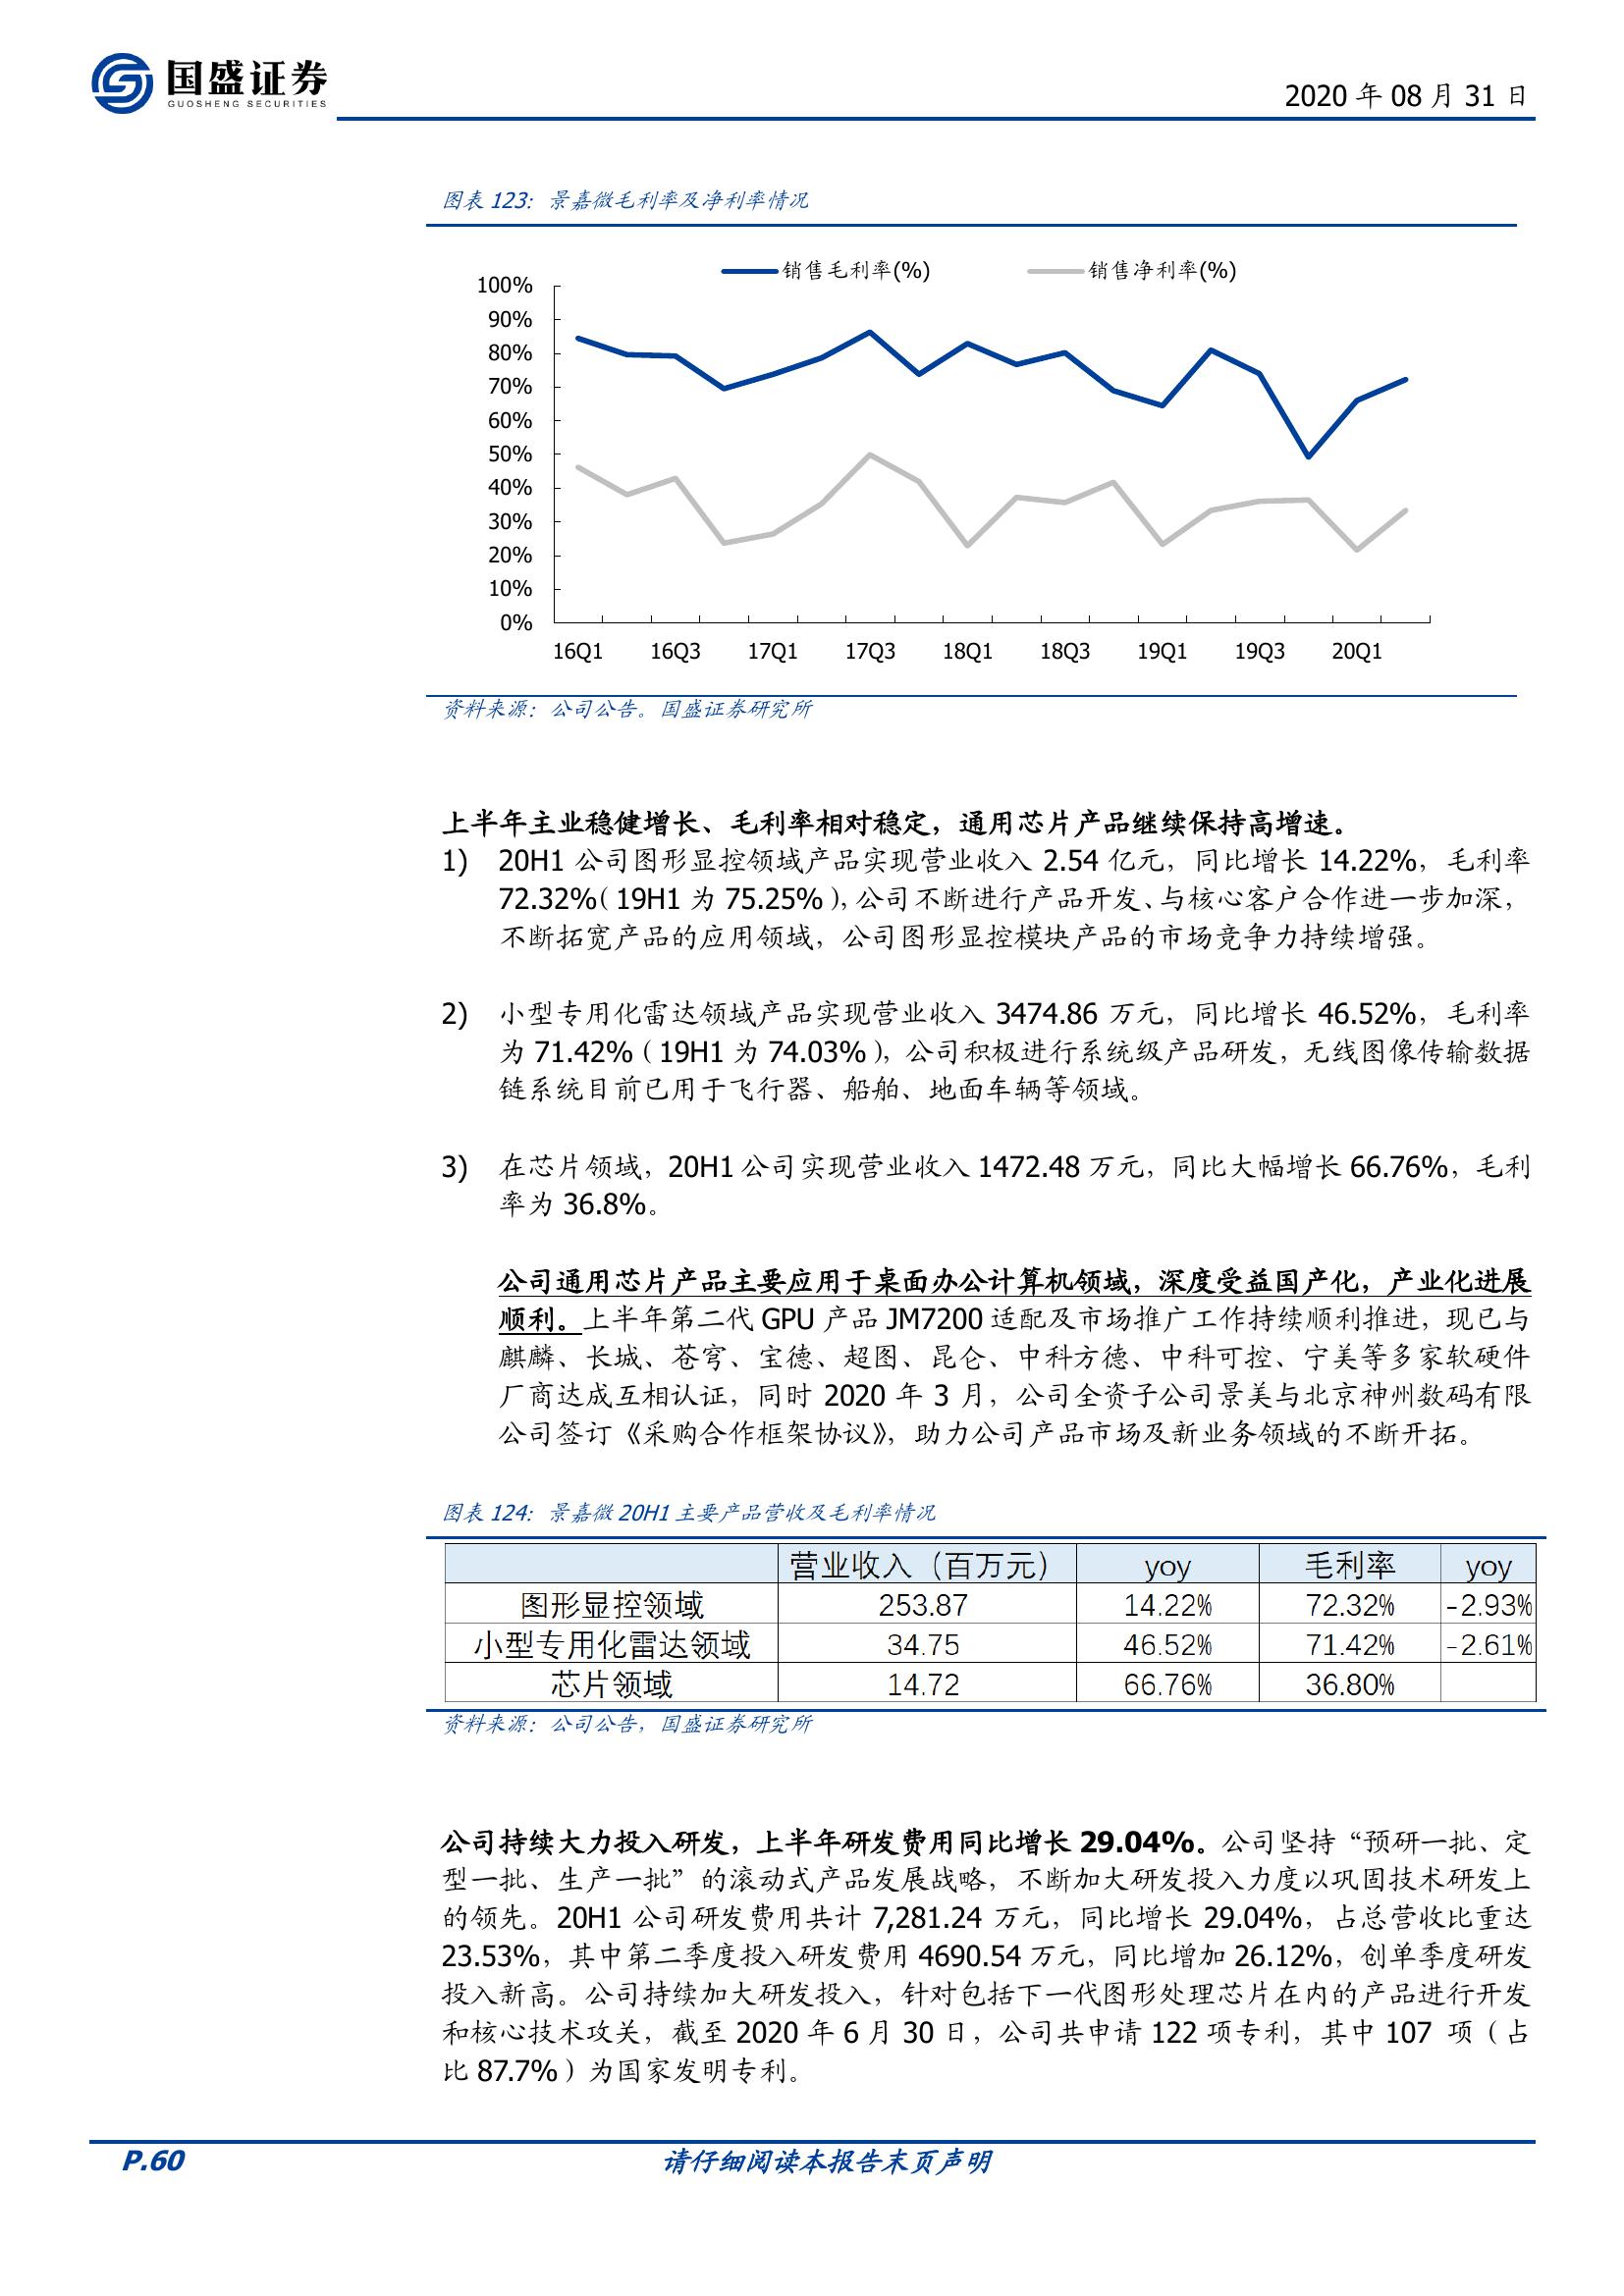 国盛证券
GUOSHENG SECURITIES
2020 年 08 月 31 日
图表 123：景嘉微毛利率及净利率情况
销售毛利率(%)
销售净利率(%)
100%
90%
80%
70%
60%
50%
40%
30%
20%
10%
0%
16Q1 16Q3 17Q1 17Q3 18Q1 18Q3 19Q1 19Q3 20Q1
资料来源：公司公告。国盛证券研究所
上半年主业稳健增长、毛利率相对稳定，通用芯片产品继续保持高增速。
1) 20H1 公司图形显控领域产品实现营业收入 2.54 亿元，同比增长 14.22%，毛利率
72.32%（19H1 为 75.25%），公司不断进行产品开发、与核心客户合作进一步加深，
不断拓宽产品的应用领域，公司图形显控模块产品的市场竞争力持续增强。
2) 小型专用化雷达领域产品实现营业收入 3474.86 万元，同比增长 46.52%，毛利率
为 71.42%（19H1 为 74.03%），公司积极进行系统级产品研发，无线图像传输数据
链系统目前已用于飞行器、船舶、地面车辆等领域。
3) 在芯片领域，20H1 公司实现营业收入 1472.48 万元，同比大幅增长 66.76%，毛利
率为 36.8%。
公司通用芯片产品主要应用于桌面办公计算机领域，深度受益国产化，产业化进展
顺利。上半年第二代 GPU 产品 JM7200 适配及市场推广工作持续顺利推进，现已与
麒麟、长城、苍穹、宝德、超图、昆仑、中科方德、中科可控、宁美等多家软硬件
厂商达成互相认证，同时 2020 年 3 月，公司全资子公司景美与北京神州数码有限
公司签订《采购合作框架协议》，助力公司产品市场及新业务领域的不断开拓。
图表 124：景嘉微 20H1 主要产品营收及毛利率情况
营业收入（百万元） yoy 毛利率 yoy
图形显控领域 253.87 14.22% 72.32% -2.93%
小型专用化雷达领域 34.75 46.52% 71.42% -2.61%
芯片领域 14.72 66.76% 36.80%
资料来源：公司公告，国盛证券研究所
公司持续大力投入研发，上半年研发费用同比增长 29.04%。公司坚持“预研一批、定
型一批、生产一批”的滚动式产品发展战略，不断加大研发投入力度以巩固技术研发上
的领先。20H1 公司研发费用共计 7,281.24 万元，同比增长 29.04%，占总营收比重达
23.53%，其中第二季度投入研发费用 4690.54 万元，同比增加 26.12%，创单季度研发
投入新高。公司持续加大研发投入，针对包括下一代图形处理芯片在内的产品进行开发
和核心技术攻关，截至 2020 年 6 月 30 日，公司共申请 122 项专利，其中 107 项（占
比 87.7%）为国家发明专利。
P.60
请仔细阅读本报告末页声明